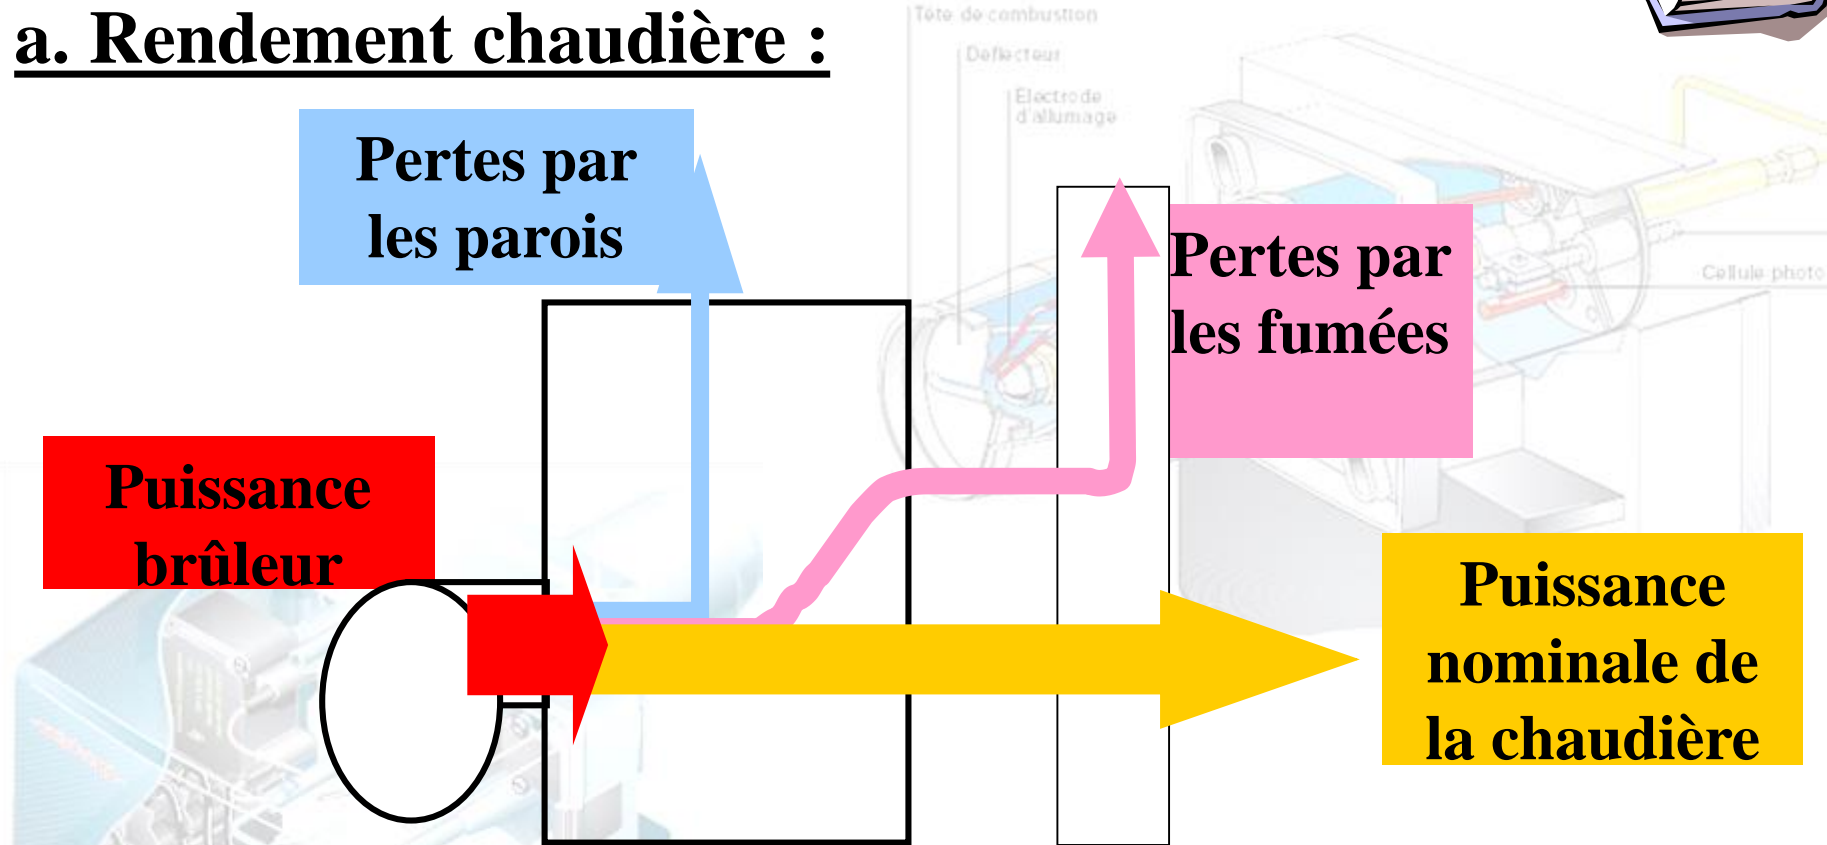 a. Rendement chaudière :
Tête de combustion
Déflecteur
Electrode
d'allumage
Pertes par
les parois
Pertes par
les fumées
Cellule photo
Puissance
brûleur
Puissance
nominale de
la chaudière